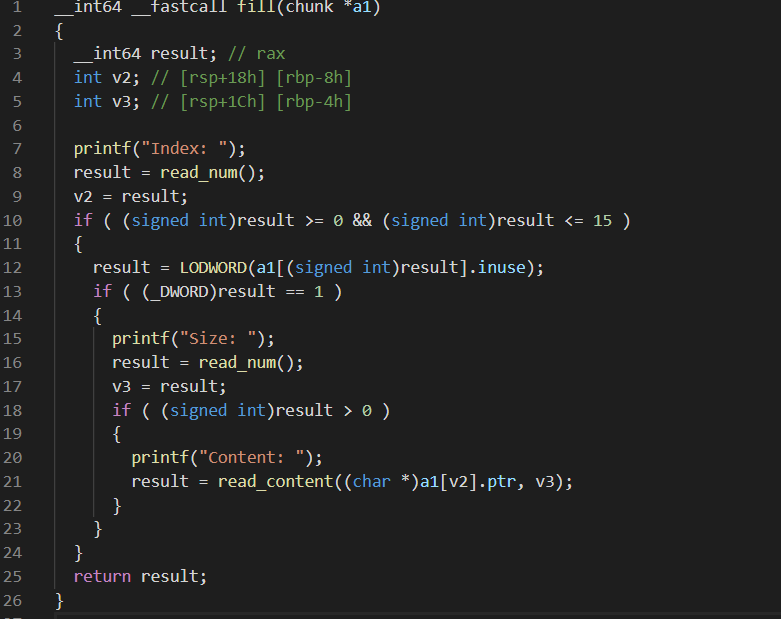 1 __int64 __fastcall fill(chunk *a1)
2 {
3 __int64 result; // rax
4 int v2; // [rsp+18h] [rbp-8h]
5 int v3; // [rsp+1Ch] [rbp-4h]
6
7 printf("Index: ");
8 result = read_num();
9 v2 = result;
10 if ( (signed int)result >= 0 && (signed int)result <= 15 )
11 {
12 result = LODWORD(a1[(signed int)result].inuse);
13 if ( (_DWORD)result == 1 )
14 {
15 printf("Size: ");
16 result = read_num();
17 v3 = result;
18 if ( (signed int)result > 0 )
19 {
20 printf("Content: ");
21 result = read_content((char *)a1[v2].ptr, v3);
22 }
23 }
24 }
25 return result;
26 }